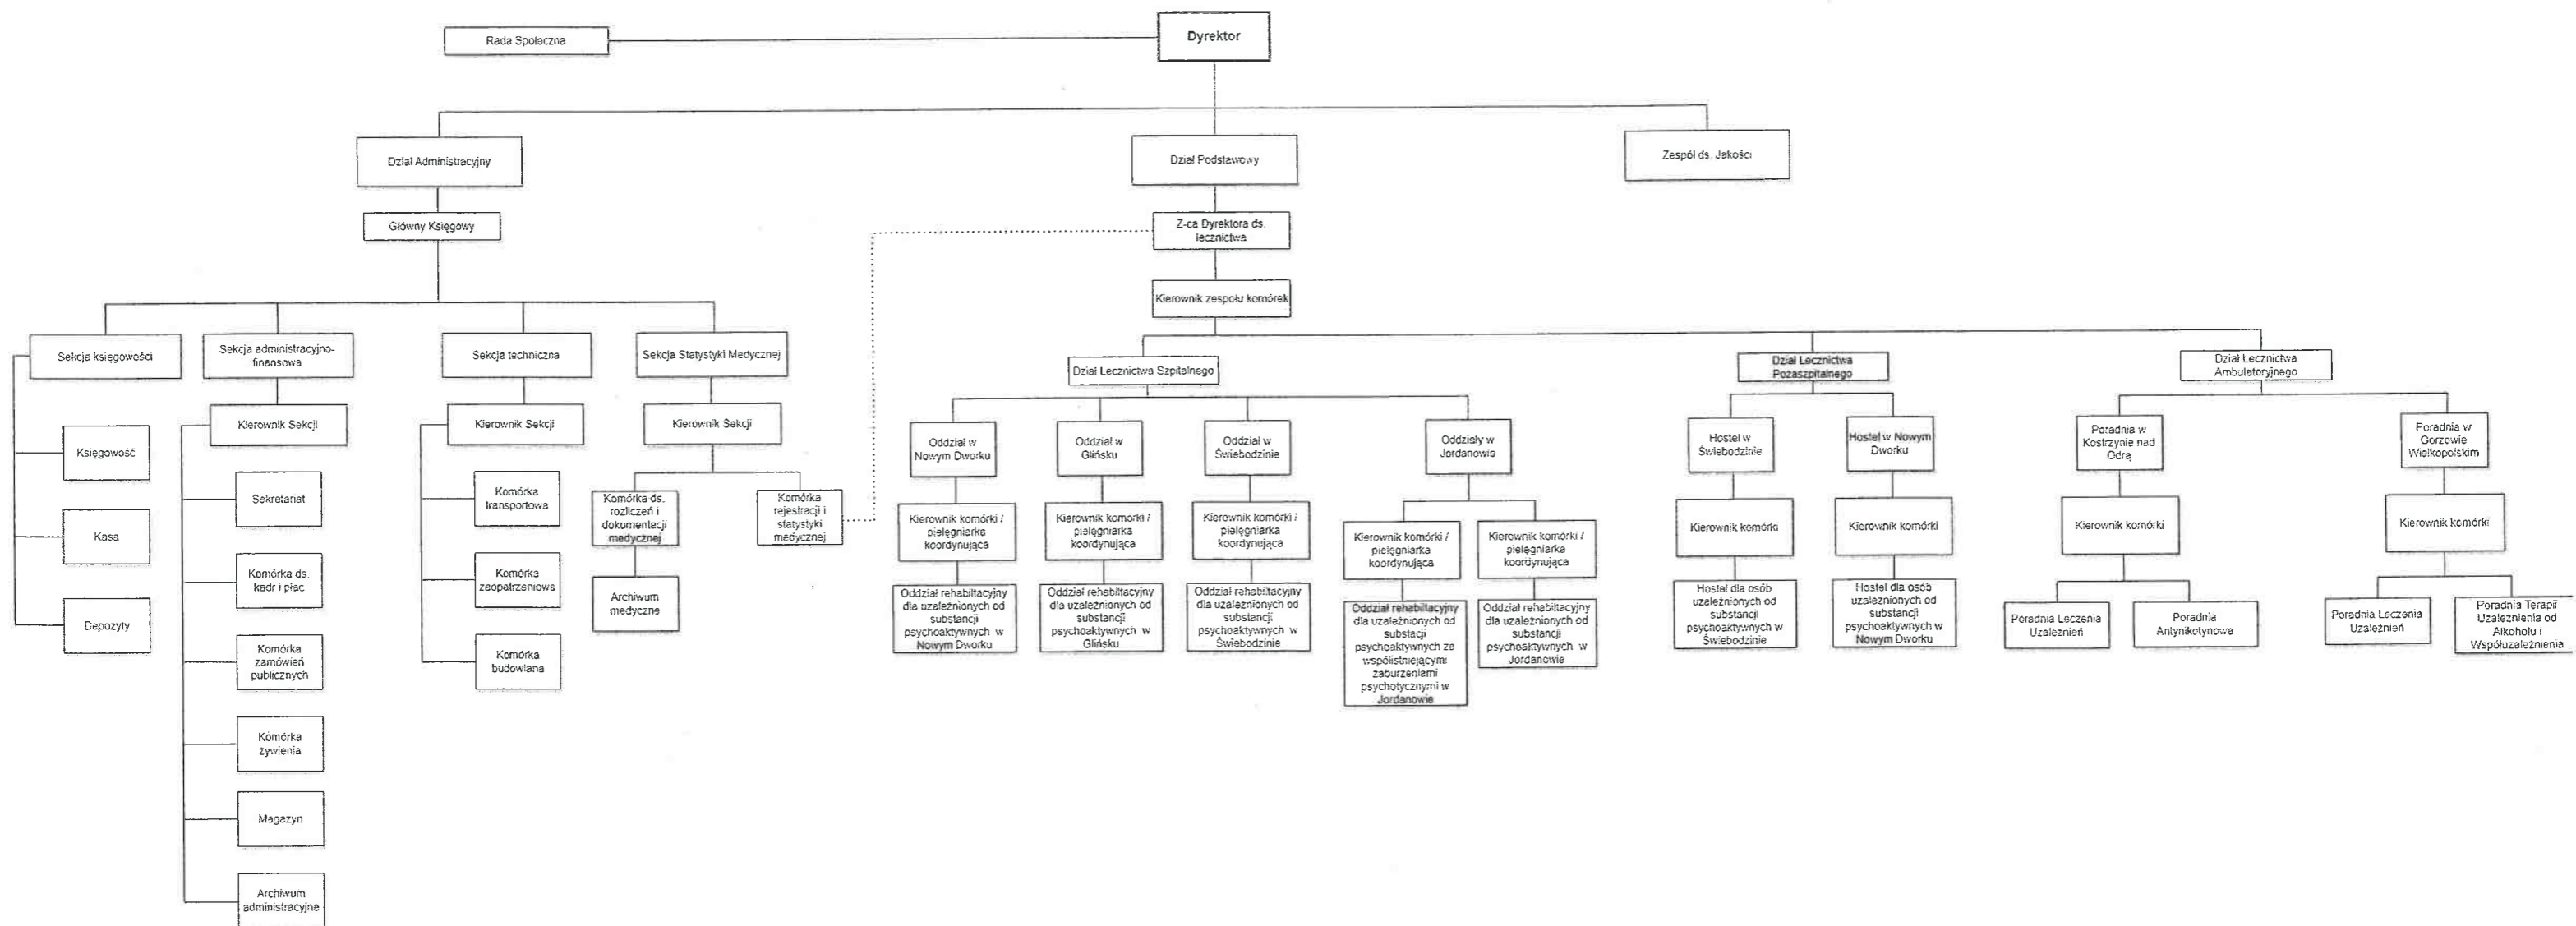 Rada Społeczna
Dyrektor
Dział Administracyjny
Dział Podstawowy
Zespół ds. Jakości
Główny Księgowy
Z-ca Dyrektora ds.
lecznictwa
Kierownik zespołu komórek
Sekcja księgowości
Sekcja administracyjno-
finansowa
Sekcja techniczna
Sekcja Statystyki Medycznej
Dział Lecznictwa Szpitalnego
Dział Lecznictwa
Pozaszpitalnego
Dział Lecznictwa
Ambulatoryjnego
Kierownik Sekcji
Kierownik Sekcji
Kierownik Sekcji
Księgowość
Kasa
Depozyty
Sekretariat
Komórka ds.
kadr i płac
Komórka
zamówień
publicznych
Komórka
żywienia
Magazyn
Archiwum
administracyjne
Komórka
transportowa
Komórka
zaopatrzeniowa
Komórka
budowlana
Komórka ds.
rozliczeń i
dokumentacji
medycznej
Archiwum
medyczne
Komórka
rejestracji i
statystyki
medycznej
Oddział w
Nowym Dworku
Kierownik komórki /
pielęgniarka
koordynująca
Oddział rehabiltacyjny
dla uzależnionych od
substancji
psychoaktywnych w
Nowym Dworku
Oddział w
Glińsku
Kierownik komórki /
pielęgniarka
koordynująca
Oddział rehabiltacyjny
dla uzależnionych od
substancji
psychoaktywnych w
Glińsku
Oddział w
Świebodzinie
Kierownik komórki /
pielęgniarka
koordynująca
Oddział rehabiltacyjny
dla uzależnionych od
substancji
psychoaktywnych w
Świebodzinie
Oddziały w
Jordanowie
Kierownik komórki /
pielęgniarka
koordynująca
Oddział rehabiltacyjny
dla uzależnionych od
substacji
psychoaktywnych ze
współistniejącymi
zaburzeniami
psychotycznymi w
Jordanowie
Kierownik komórki /
pielęgniarka
koordynująca
Oddział rehabiltacyjny
dla uzależnionych od
substancji
psychoaktywnych w
Jordanowie
Hostel w
Świebodzinie
Kierownik komórki
Hostel dla osób
uzależnionych od
substancji
psychoaktywnych w
Świebodzinie
Hostel w Nowym
Dworku
Kierownik komórki
Hostel dla osób
uzależnionych od
substancji
psychoaktywnych w
Nowym Dworku
Poradnia w
Kostrzynie nad
Odrą
Kierownik komórki
Poradnia Leczenia
Uzależnień
Poradnia
Antynikotynowa
Poradnia w
Gorzowie
Wielkopolskim
Kierownik komórki
Poradnia Leczenia
Uzależnień
Poradnia Terapii
Uzależnienia od
Alkoholu i
Współuzależnienia